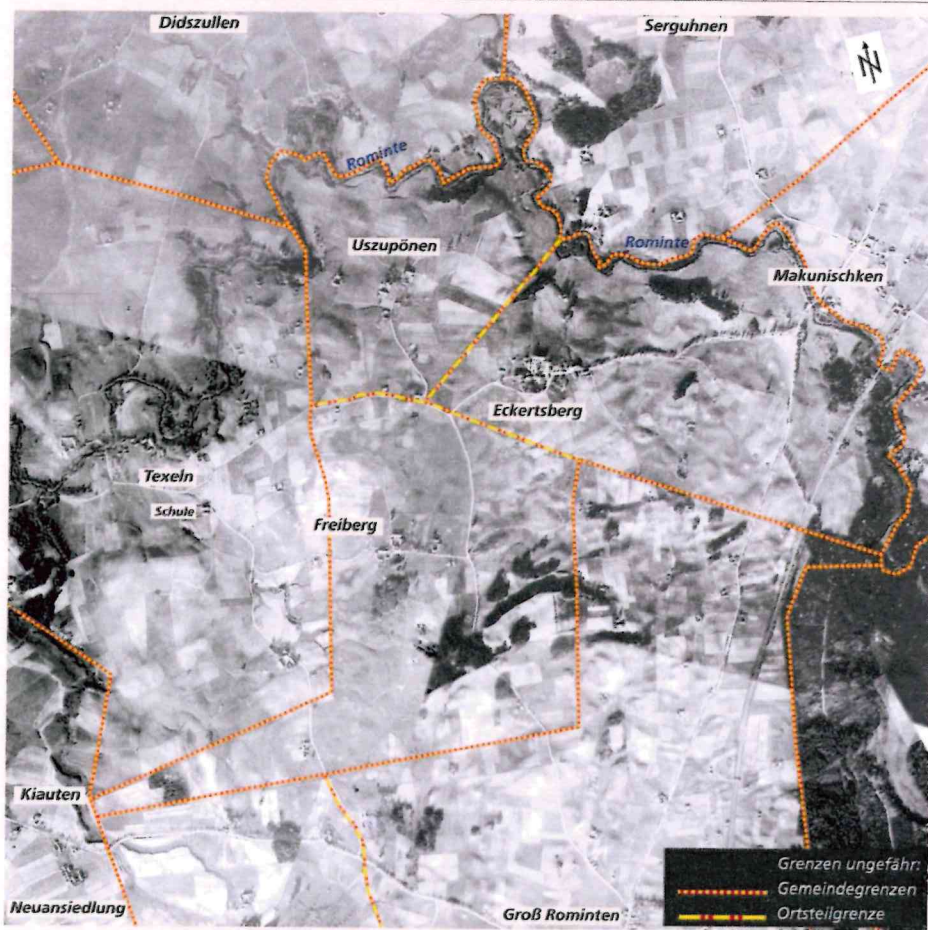 Didszullen
Serguhnen
N
Rominte
Uszupönen
Rominte
Makunischken
Eckertsberg
Texeln
Schule
Freiberg
Kiauten
Neuansiedlung
Groß Rominten
Grenzen ungefähr:
Gemeindegrenzen
Ortsteilgrenze